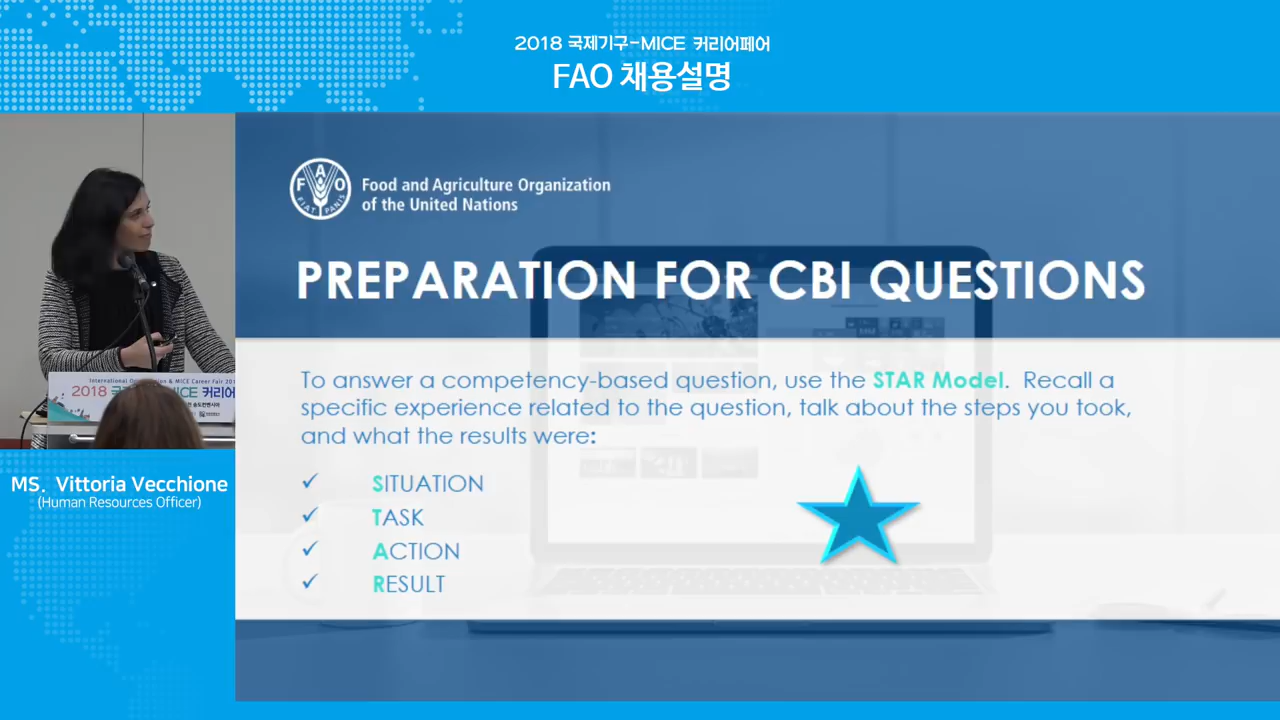 2018 국제기구-MICE 커리어페어
FAO 채용설명
FAO
FIAT PANIS
Food and Agriculture Organization
of the United Nations
PREPARATION FOR CBI QUESTIONS
To answer a competency-based question, use the STAR Model. Recall a
specific experience related to the question, talk about the steps you took,
and what the results were:
✓ SITUATION
✓ TASK
✓ ACTION
✓ RESULT
MS. Vittoria Vecchione
(Human Resources Officer)
2018
MICE 커리어